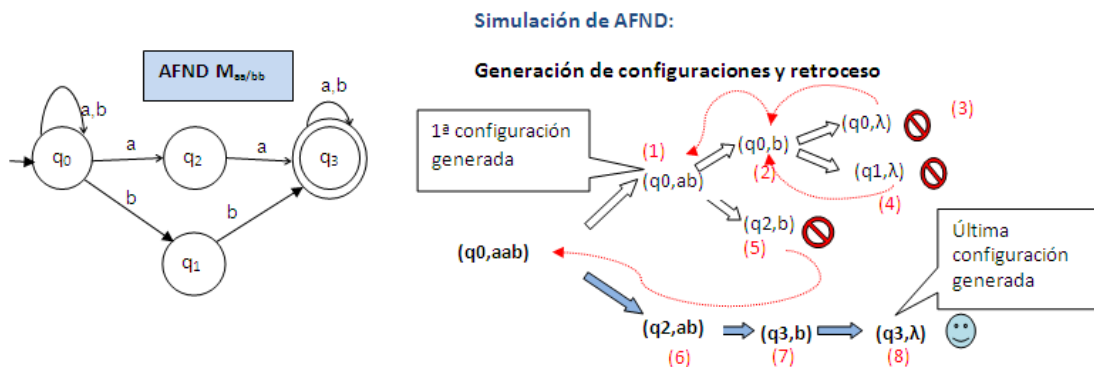 Simulación de AFND:
AFND M aa/bb
Generación de configuraciones y retroceso
a,b
q0
a
q2
a
a,b
q3
b
b
q1
1ª configuración
generada
(1)
(q0,ab)
(q0,b)
(2)
(q0,λ)
(3)
(q1,λ)
(4)
(q2,b)
(5)
(q0,aab)
Última
configuración
generada
(q2,ab)
(6)
(q3,b)
(7)
(q3,λ)
(8)